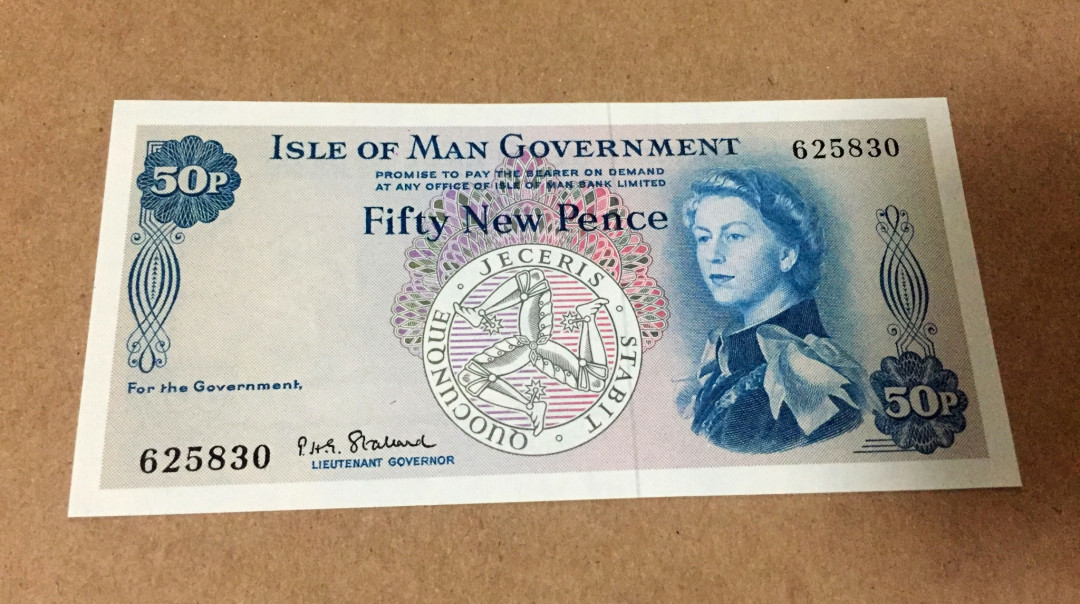 ISLE OF MAN GOVERNMENT
625830
50P
PROMISE TO PAY THE BEARER ON DEMAND
AT ANY OFFICE OF ISLE OF MAN BANK LIMITED
Fifty New Pence
QUOCUNQUE · JECERIS · STABIT ·
For the Government,
50P
625830
P.H.G. Stallard
LIEUTENANT GOVERNOR